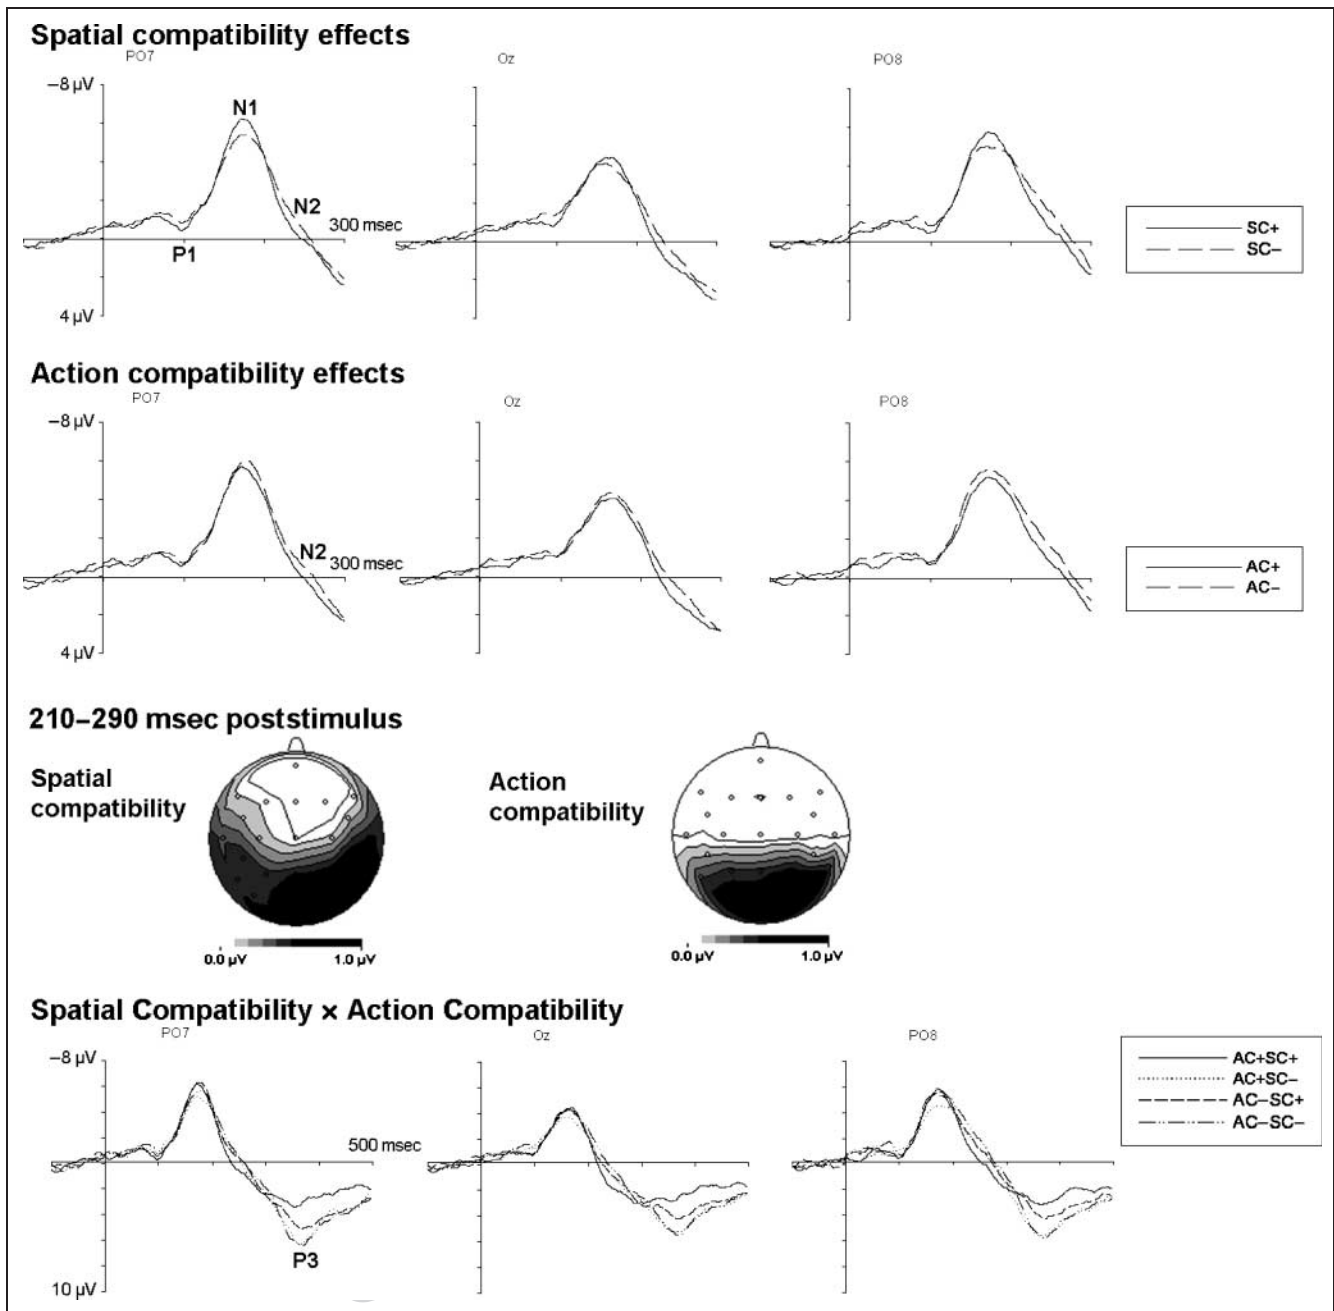 Spatial compatibility effects
PO7 Oz PO8
−8 µV
N1
N2
300 msec
P1
4 µV
SC+
SC−
Action compatibility effects
PO7 Oz PO8
−8 µV
N2
300 msec
4 µV
AC+
AC−
210–290 msec poststimulus
Spatial
compatibility
Action
compatibility
0.0 µV 1.0 µV
0.0 µV 1.0 µV
Spatial Compatibility × Action Compatibility
PO7 Oz PO8
−8 µV
500 msec
P3
10 µV
AC+SC+
AC+SC−
AC−SC+
AC−SC−